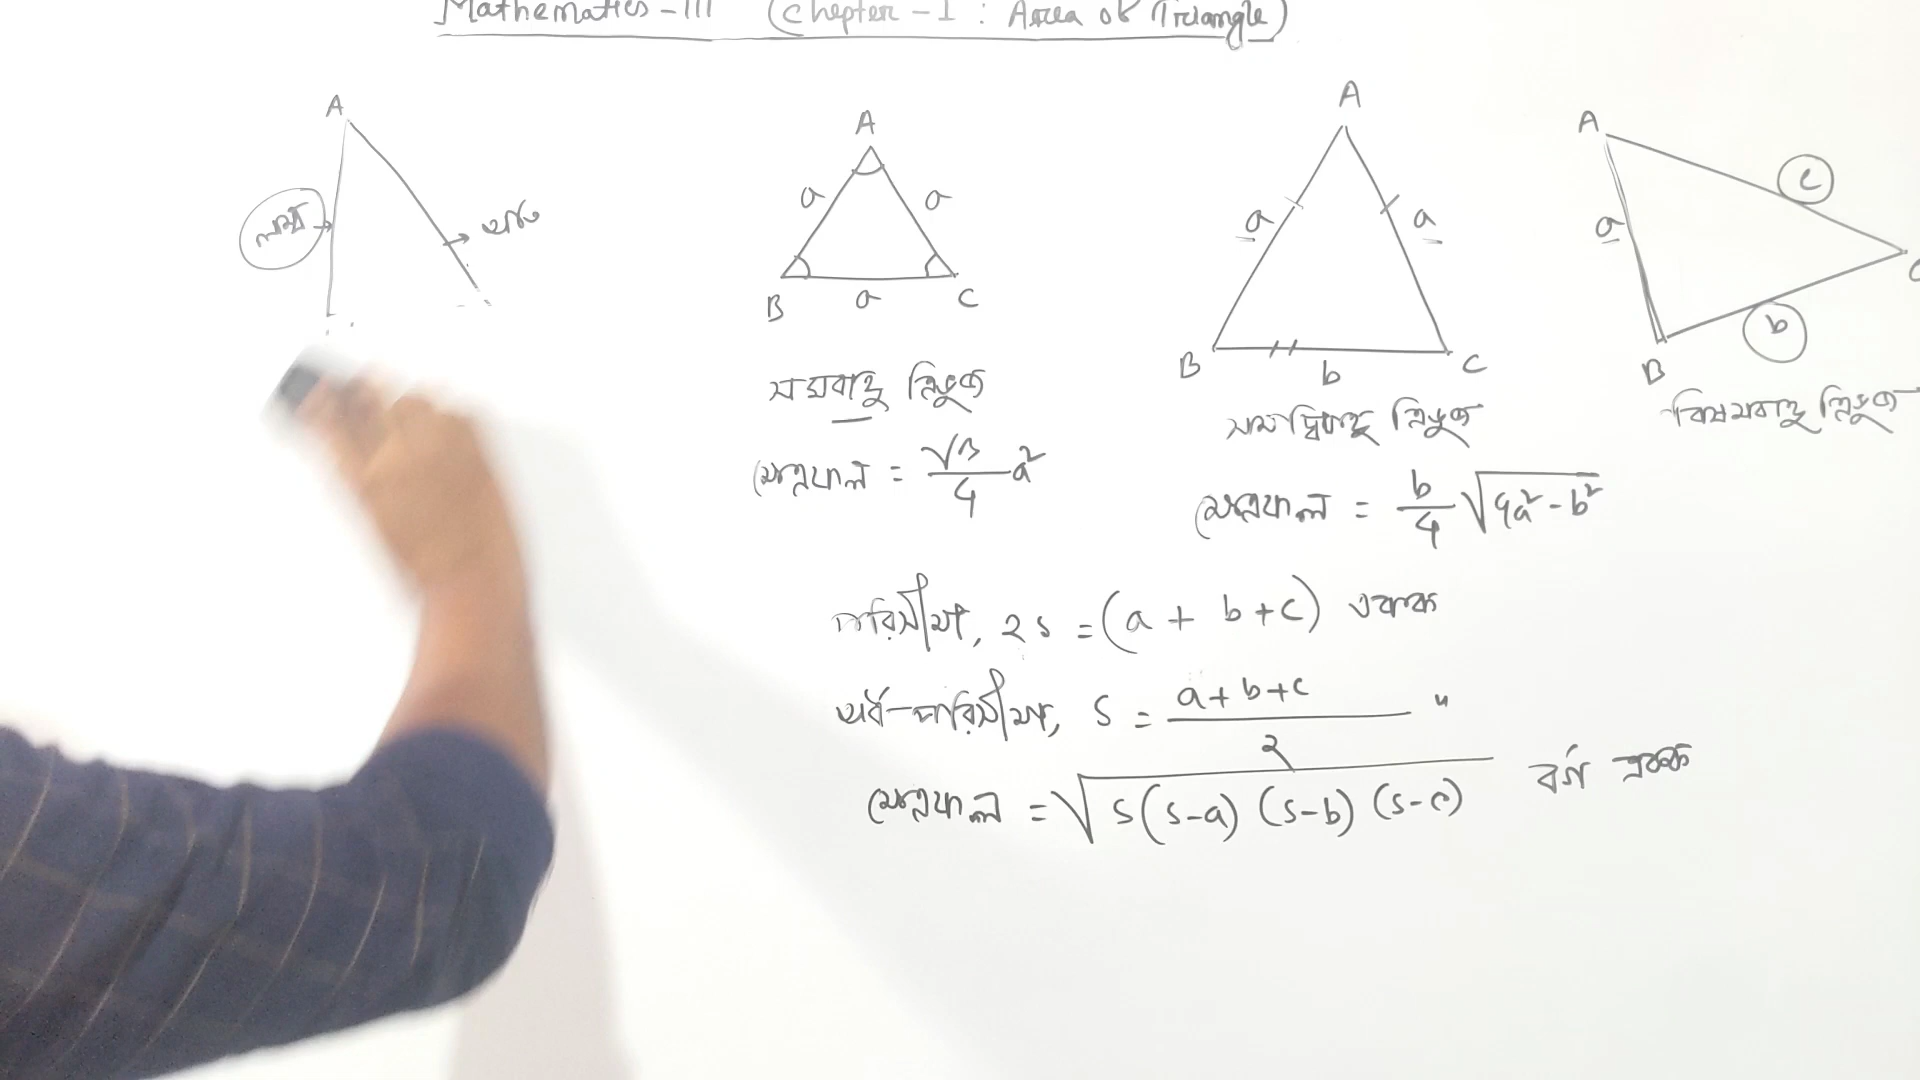 Mathematics - III (Chapter - 1 : Area of Triangle)
A
লম্ব
অতি
A
a
a
B
a
C
সমবাহু ত্রিভুজ
ক্ষেত্রফল = √3/4 a²
A
a
a
B
b
C
সমদ্বিবাহু ত্রিভুজ
ক্ষেত্রফল = b/4 √4a² - b²
A
c
a
b
B
C
বিষমবাহু ত্রিভুজ
পরিসীমা, 2s = (a + b + c) একক
অর্ধ-পরিসীমা, s = a+b+c/2 "
ক্ষেত্রফল = √s(s-a) (s-b) (s-c) বর্গ একক